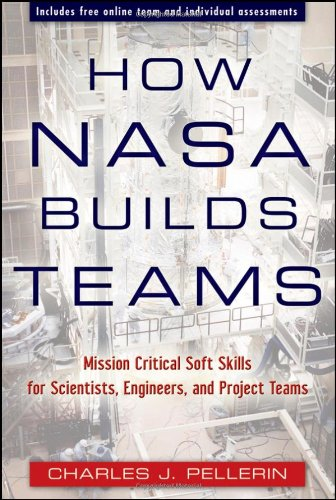 Includes free online team and individual assessments
HOW
NASA
BUILDS
TEAMS
Mission Critical Soft Skills
for Scientists, Engineers, and Project Teams
CHARLES J. PELLERIN